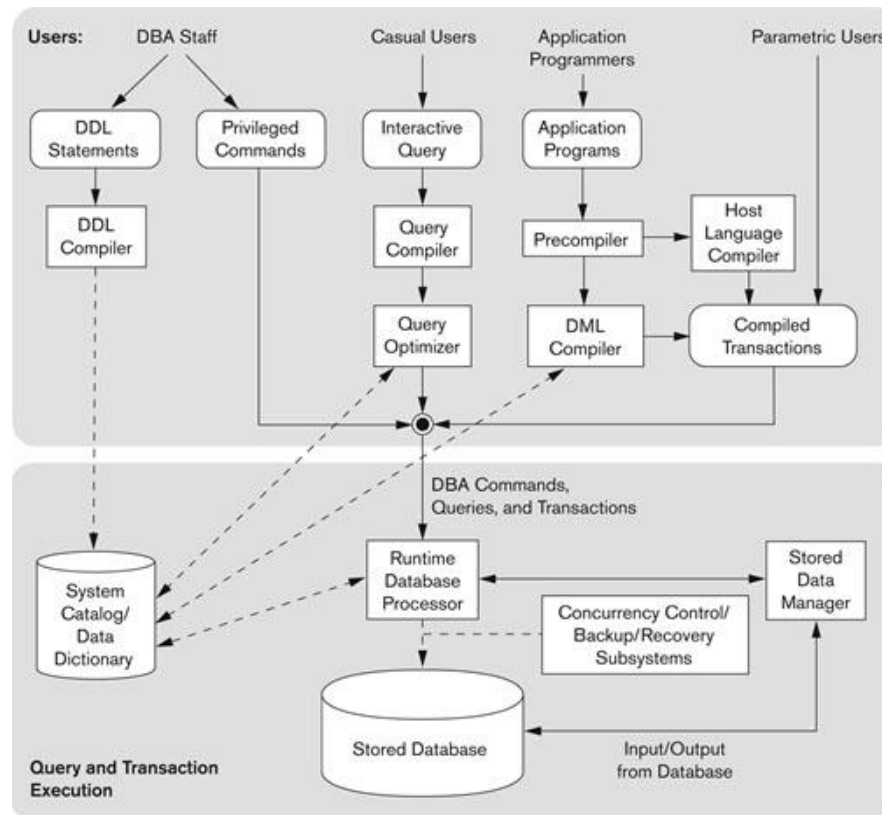 Users:
DBA Staff
Casual Users
Application
Programmers
Parametric Users
DDL
Statements
Privileged
Commands
Interactive
Query
Application
Programs
DDL
Compiler
Query
Compiler
Precompiler
Host
Language
Compiler
Query
Optimizer
DML
Compiler
Compiled
Transactions
DBA Commands,
Queries, and Transactions
System
Catalog/
Data
Dictionary
Runtime
Database
Processor
Stored
Data
Manager
Concurrency Control/
Backup/Recovery
Subsystems
Stored Database
Input/Output
from Database
Query and Transaction
Execution